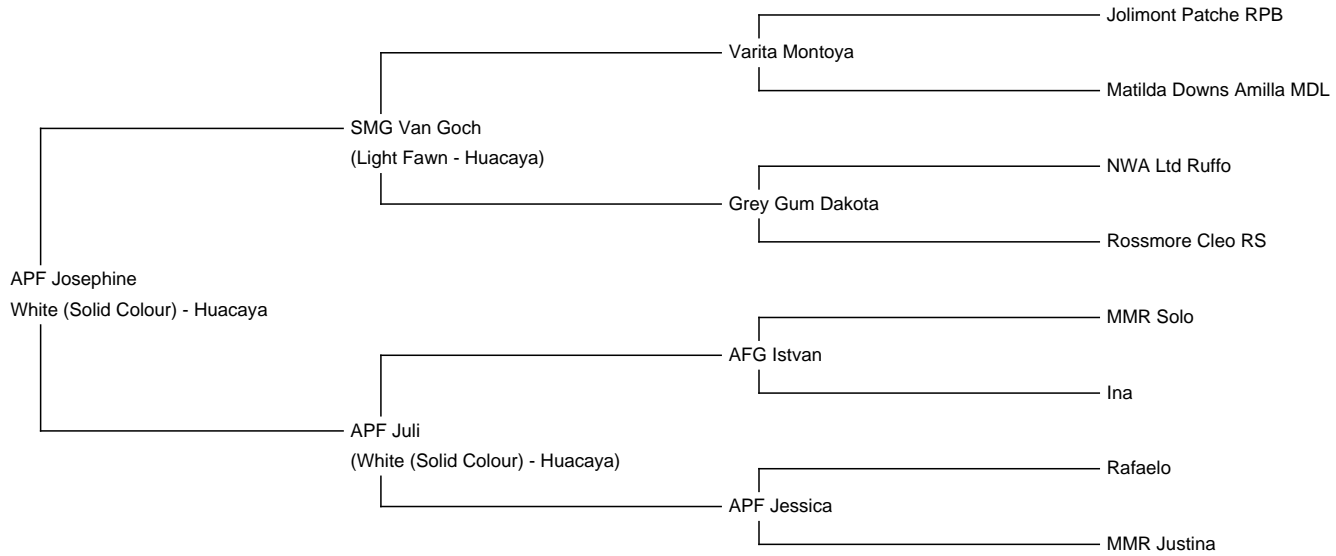 Jolimont Patche RPB
Varita Montoya
Matilda Downs Amilla MDL
SMG Van Goch
(Light Fawn - Huacaya)
NWA Ltd Ruffo
Grey Gum Dakota
Rossmore Cleo RS
APF Josephine
White (Solid Colour) - Huacaya
MMR Solo
AFG Istvan
Ina
APF Juli
(White (Solid Colour) - Huacaya)
Rafaelo
APF Jessica
MMR Justina